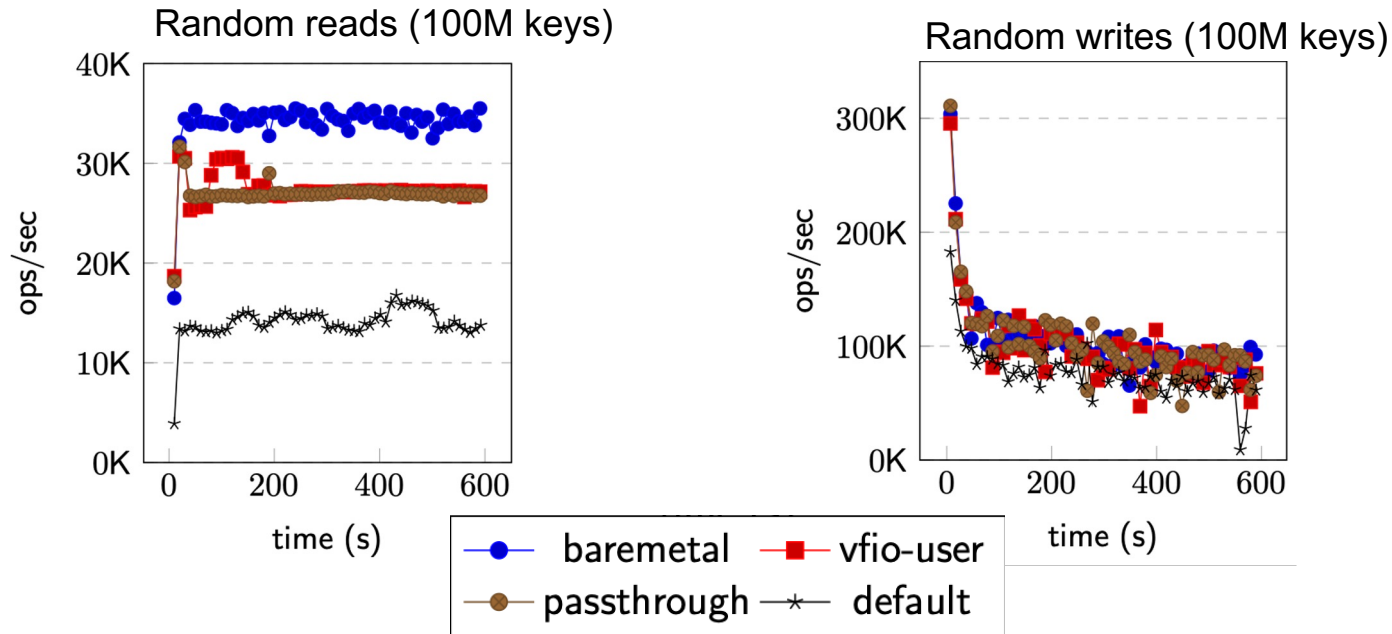 Random reads (100M keys)
40K
30K
20K
10K
0K
ops/sec
0 200 400 600
time (s)
Random writes (100M keys)
300K
200K
100K
0K
ops/sec
0 200 400 600
time (s)
baremetal vfio-user
passthrough default